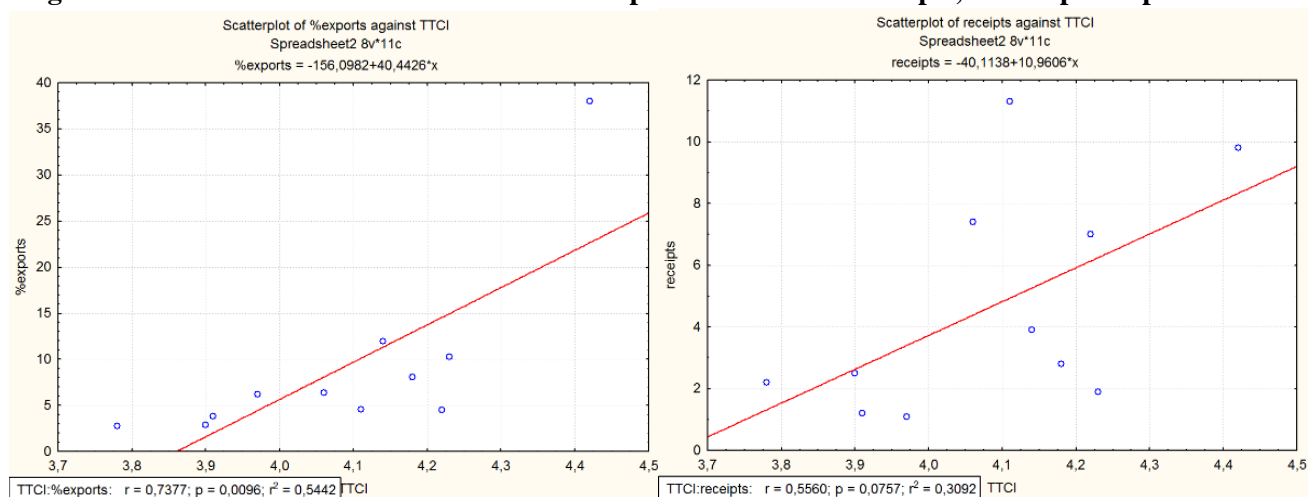 Scatterplot of %exports against TTCI
Spreadsheet2 8v*11c
%exports = -156,0982+40,4426*x
40
35
30
25
20
15
10
5
0
%exports
3,7 3,8 3,9 4,0 4,1 4,2 4,3 4,4 4,5
TTCI
TTCI:%exports: r = 0,7377; p = 0,0096; r² = 0,5442
Scatterplot of receipts against TTCI
Spreadsheet2 8v*11c
receipts = -40,1138+10,9606*x
12
10
8
6
4
2
0
receipts
3,7 3,8 3,9 4,0 4,1 4,2 4,3 4,4 4,5
TTCI
TTCI:receipts: r = 0,5560; p = 0,0757; r² = 0,3092